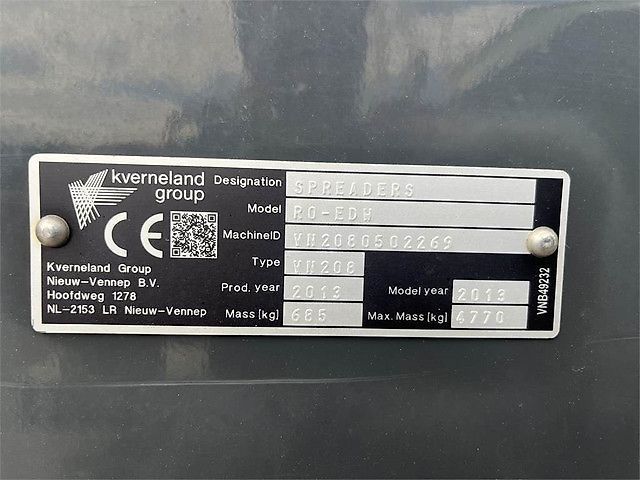 kverneland
group
CE
Kverneland Group
Nieuw-Vennep B.V.
Hoofdweg 1278
NL-2153 LR Nieuw-Vennep
Designation SPREADERS
Model RO-EDW
MachineID VN2080502269
Type VN208
Prod. year 2013 Model year 2013
Mass [kg] 685 Max. Mass [kg] 4770
VNB49232